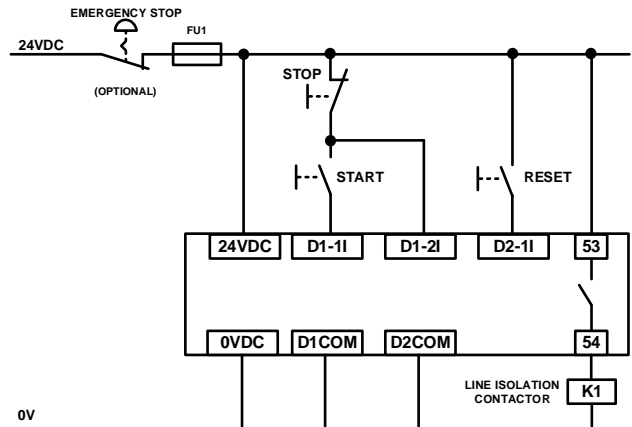 EMERGENCY STOP
24VDC
FU1
(OPTIONAL)
STOP
START
RESET
24VDC
D1-1I
D1-2I
D2-1I
53
0VDC
D1COM
D2COM
54
LINE ISOLATION
CONTACTOR
K1
0V